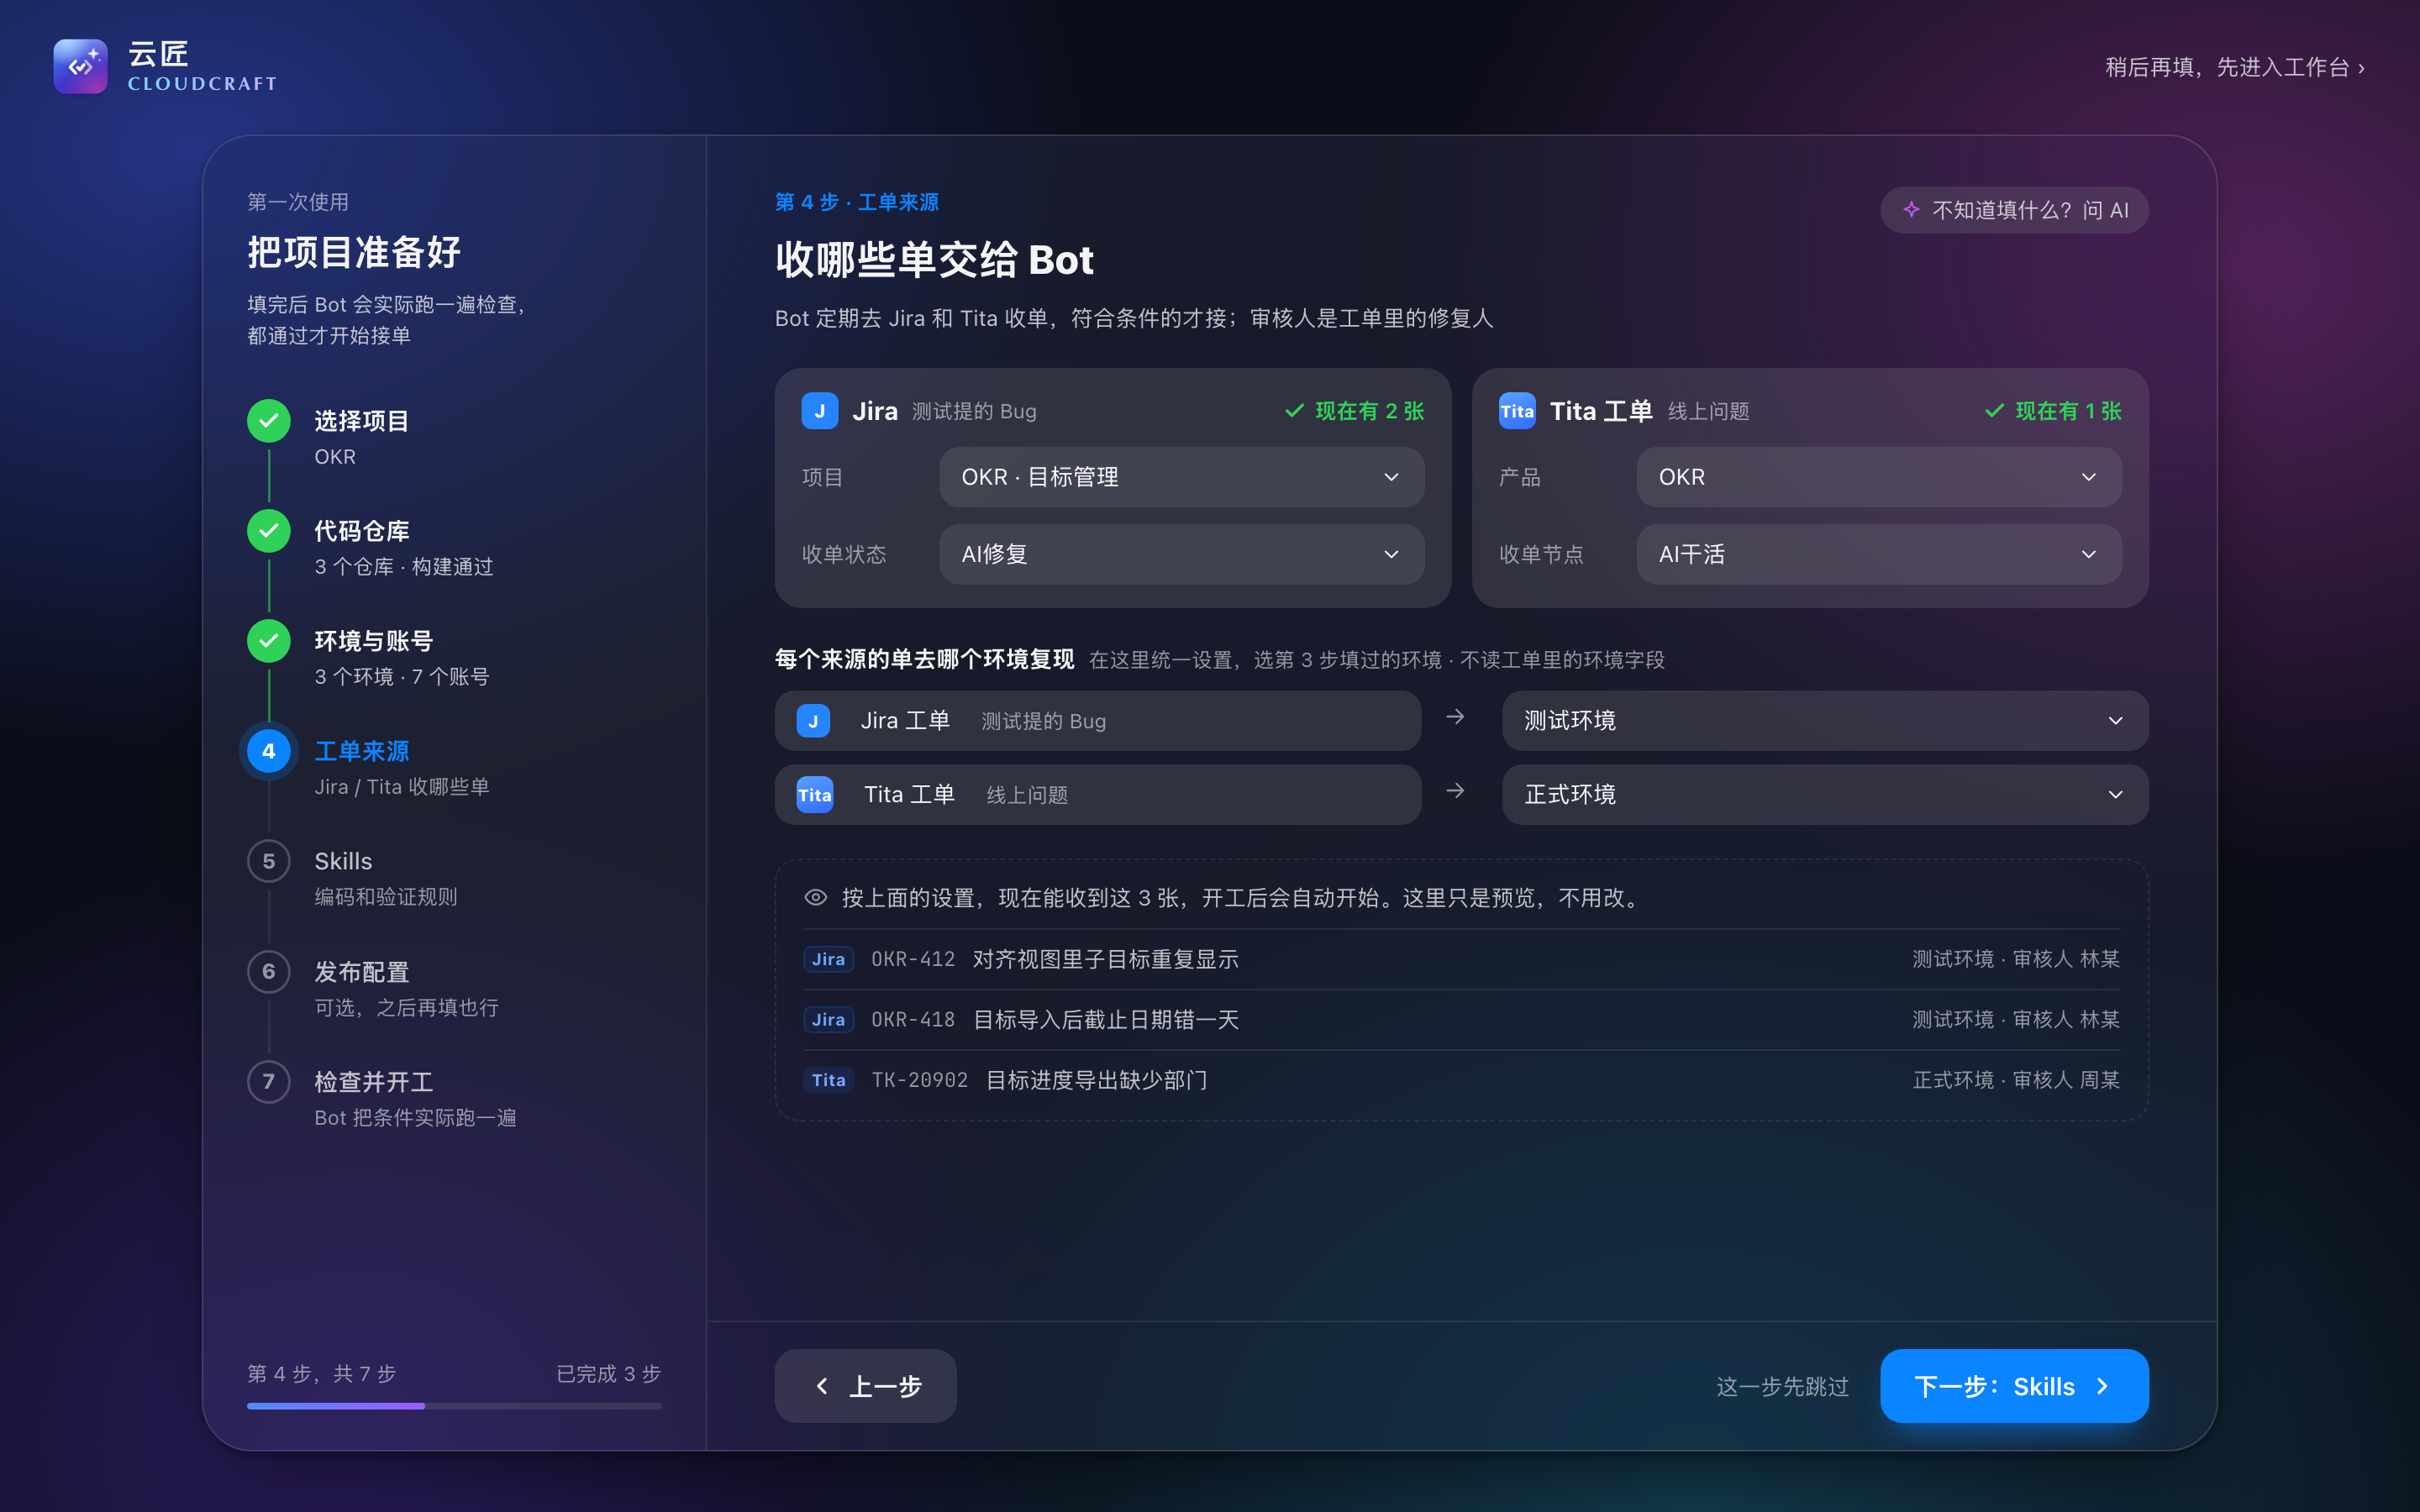 云匠
CLOUDCRAFT
稍后再填，先进入工作台 ›
第一次使用
把项目准备好
填完后 Bot 会实际跑一遍检查，
都通过才开始接单
选择项目
OKR
代码仓库
3 个仓库 · 构建通过
环境与账号
3 个环境 · 7 个账号
4 工单来源
Jira / Tita 收哪些单
5 Skills
编码和验证规则
6 发布配置
可选，之后再填也行
7 检查并开工
Bot 把条件实际跑一遍
第 4 步，共 7 步 已完成 3 步
第 4 步 · 工单来源
不知道填什么？问 AI
收哪些单交给 Bot
Bot 定期去 Jira 和 Tita 收单，符合条件的才接；审核人是工单里的修复人
J Jira 测试提的 Bug 现在有 2 张
项目 OKR · 目标管理
收单状态 AI修复
Tita Tita 工单 线上问题 现在有 1 张
产品 OKR
收单节点 AI干活
每个来源的单去哪个环境复现 在这里统一设置，选第 3 步填过的环境 · 不读工单里的环境字段
J Jira 工单 测试提的 Bug → 测试环境
Tita Tita 工单 线上问题 → 正式环境
按上面的设置，现在能收到这 3 张，开工后会自动开始。这里只是预览，不用改。
Jira OKR-412 对齐视图里子目标重复显示 测试环境 · 审核人 林某
Jira OKR-418 目标导入后截止日期错一天 测试环境 · 审核人 林某
Tita TK-20902 目标进度导出缺少部门 正式环境 · 审核人 周某
上一步
这一步先跳过
下一步：Skills